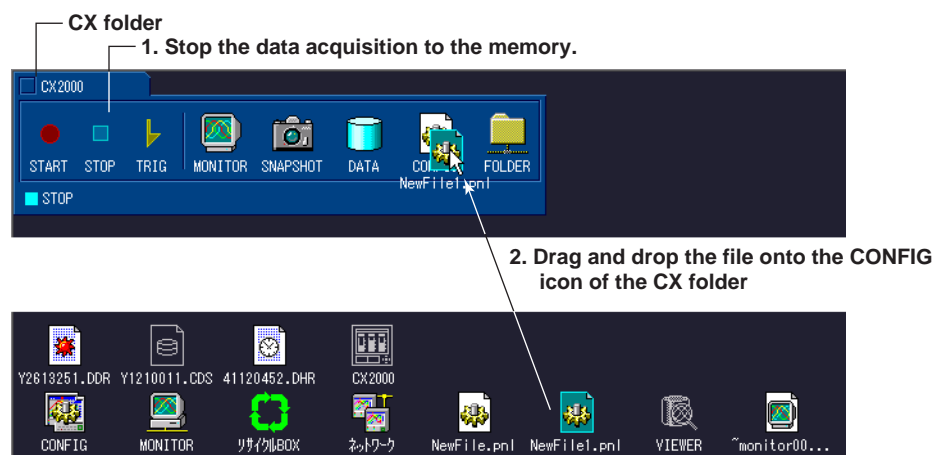 CX folder
1. Stop the data acquisition to the memory.
CX2000
START STOP TRIG MONITOR SNAPSHOT DATA CO FOLDER
NewFile1.pnl
STOP
2. Drag and drop the file onto the CONFIG
icon of the CX folder
Y2613251.DDR Y1210011.CDS 41120452.DHR CX2000
CONFIG MONITOR リサイクルBOX ネットワーク NewFile.pnl NewFile1.pnl VIEWER ~monitor00...